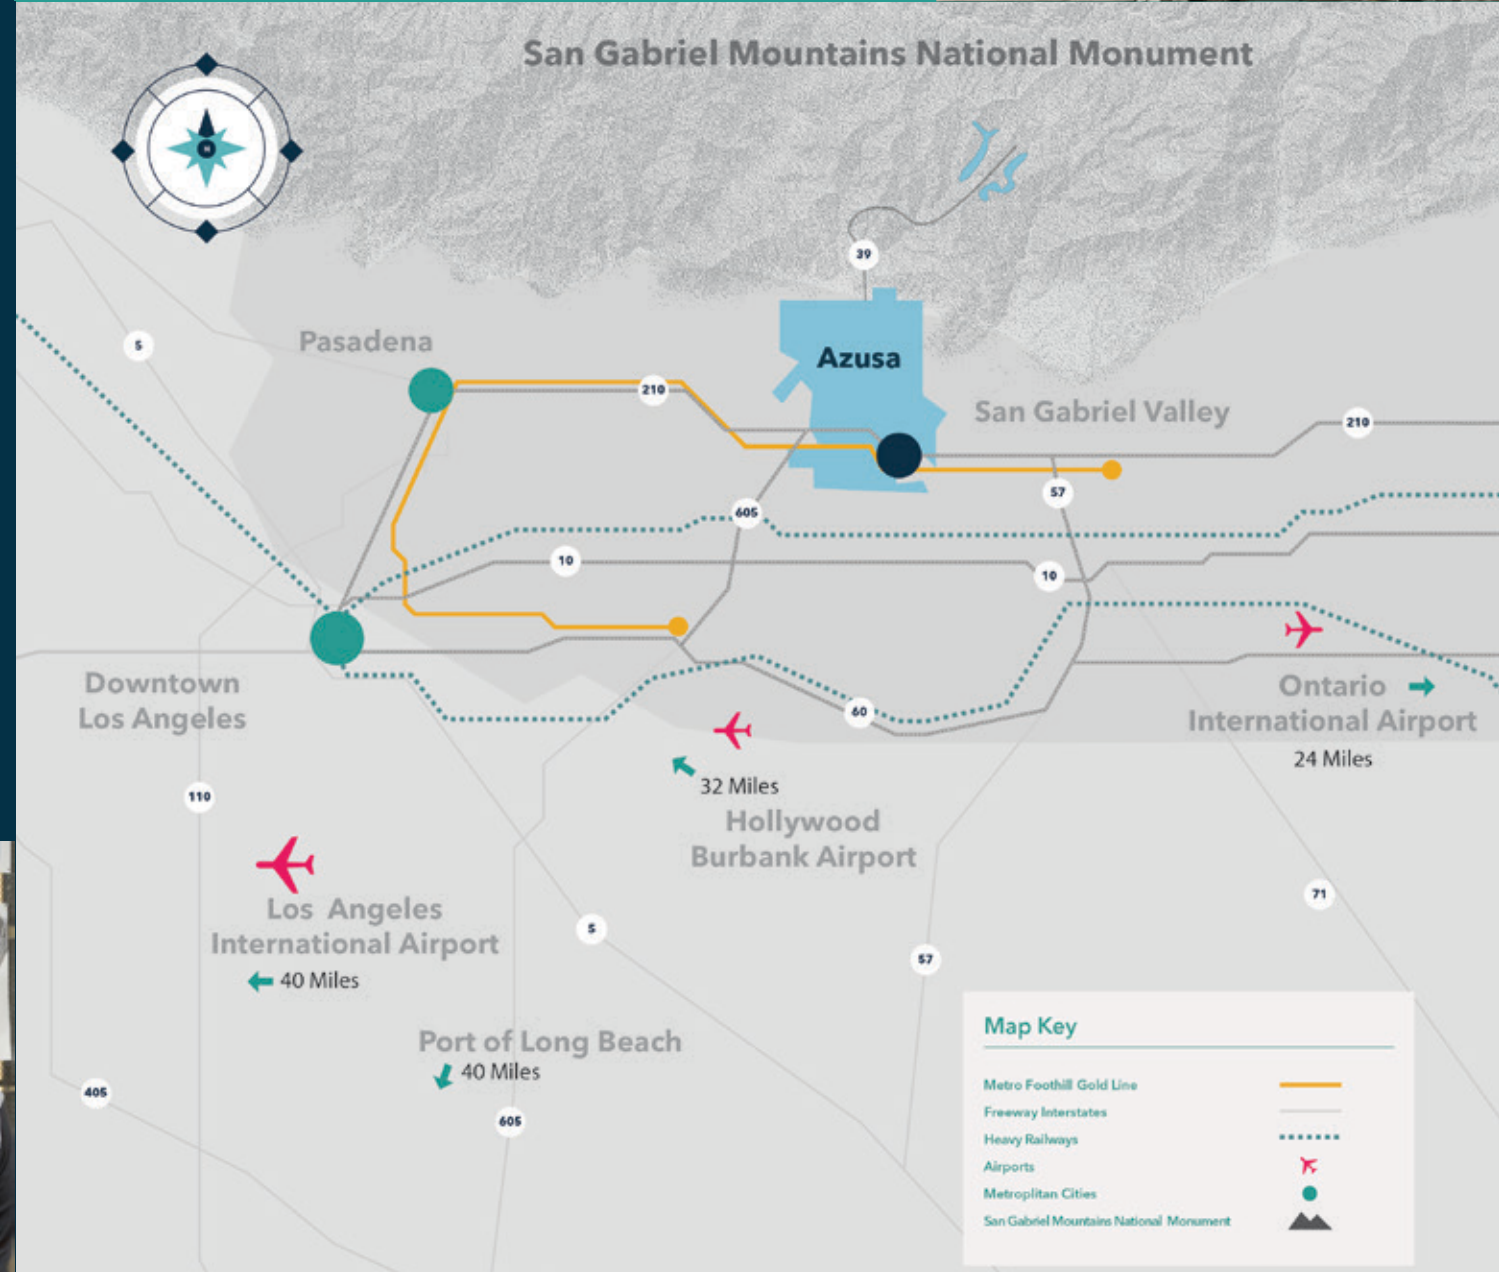 San Gabriel Mountains National Monument
N
39
5
Pasadena
Azusa
210
San Gabriel Valley
210
57
605
10
10
Downtown
Los Angeles
60
Ontario
International Airport
24 Miles
32 Miles
Hollywood
Burbank Airport
110
Los Angeles
International Airport
40 Miles
5
71
57
Port of Long Beach
40 Miles
405
605
Map Key
Metro Foothill Gold Line
Freeway Interstates
Heavy Railways
Airports
Metroplitan Cities
San Gabriel Mountains National Monument